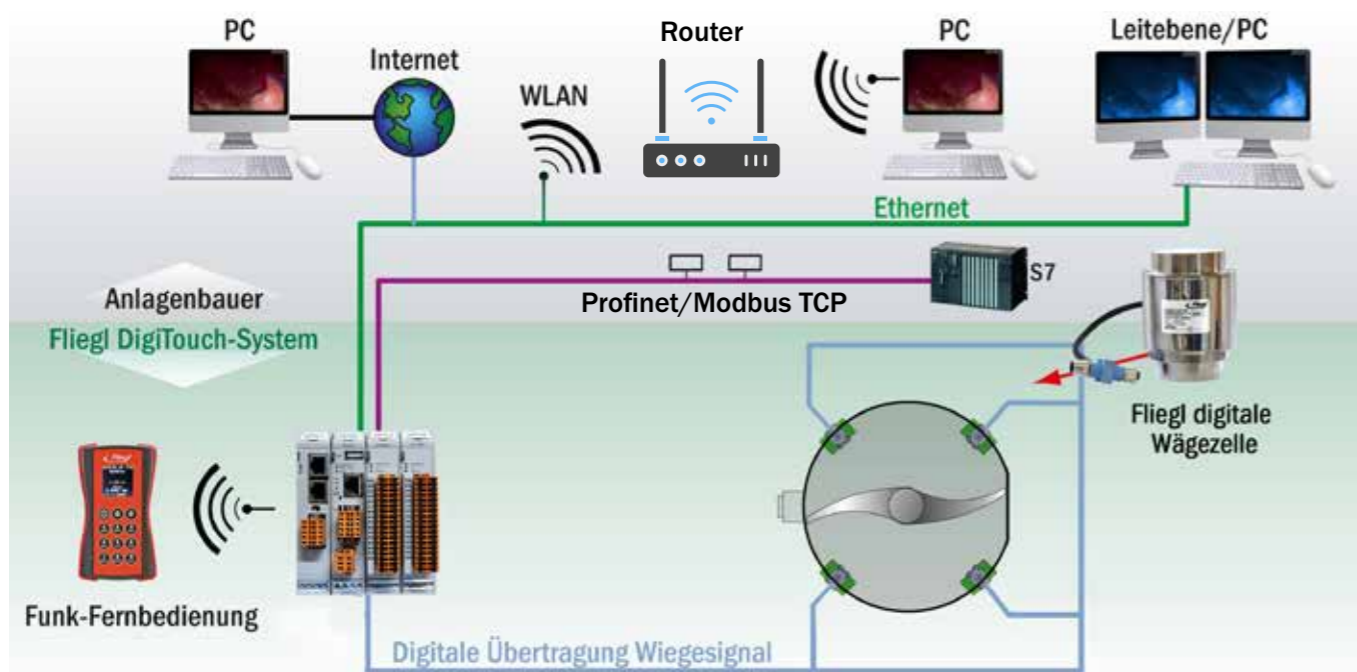 PC
Internet
WLAN
Router
PC
Leitebene/PC
Ethernet
S7
Profinet/Modbus TCP
Anlagenbauer
Fliegl DigiTouch-System
Fliegl digitale
Wägezelle
Funk-Fernbedienung
Digitale Übertragung Wiegesignal